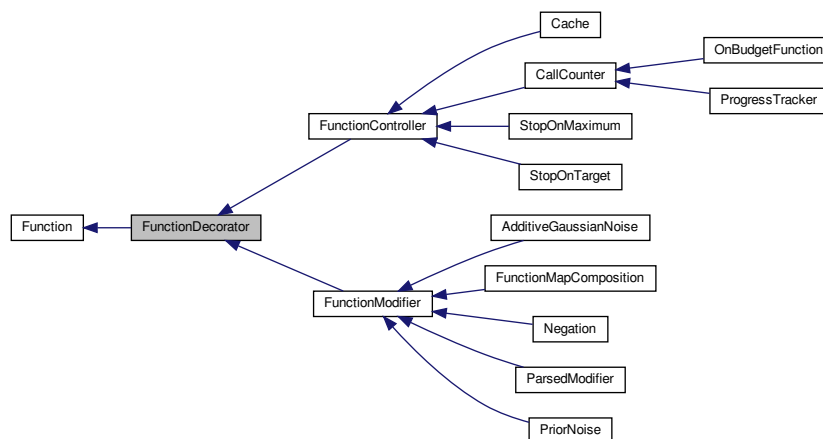 Cache
OnBudgetFunction
CallCounter
ProgressTracker
FunctionController
StopOnMaximum
StopOnTarget
Function
FunctionDecorator
AdditiveGaussianNoise
FunctionMapComposition
FunctionModifier
Negation
ParsedModifier
PriorNoise